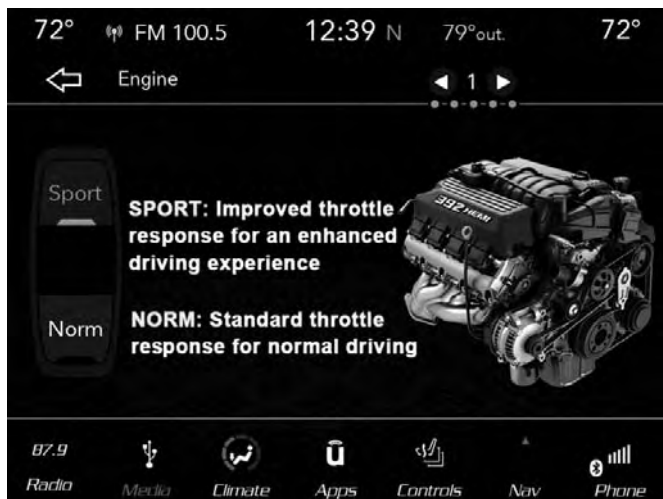 72° FM 100.5 12:39 N 79°out. 72°
Engine 1
Sport
SPORT: Improved throttle
response for an enhanced
driving experience
392 HEMI
Norm
NORM: Standard throttle
response for normal driving
87.9 ū
Radio Media Climate Apps Controls Nav Phone